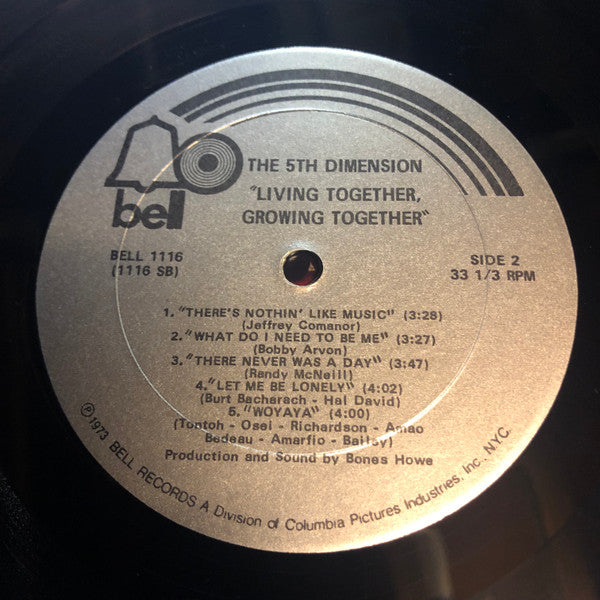 bell
THE 5TH DIMENSION
"LIVING TOGETHER,
GROWING TOGETHER"
BELL 1116
(1116 SB)
SIDE 2
33 1/3 RPM
1. "THERE'S NOTHIN' LIKE MUSIC" (3:28)
(Jeffrey Comanor)
2. "WHAT DO I NEED TO BE ME" (3:27)
(Bobby Arvon)
3. "THERE NEVER WAS A DAY" (3:47)
(Randy McNeill)
4. "LET ME BE LONELY" (4:02)
(Burt Bacharach - Hal David)
5. "WOYAYA" (4:00)
(Tontoh - Osei - Richardson - Amao
Bedeau - Amarfio - Bailey)
Production and Sound by Bones Howe
℗1973 BELL RECORDS A Division of Columbia Pictures Industries, Inc. NYC.